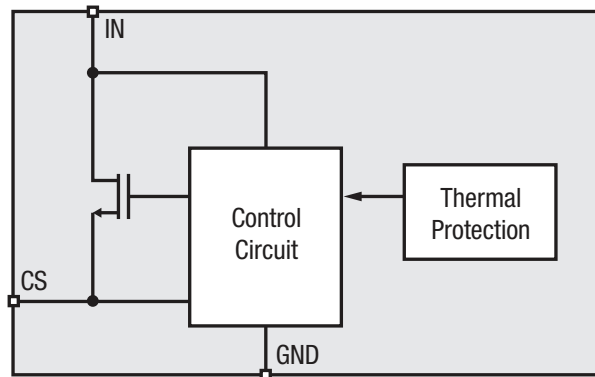 IN
Control
Circuit
Thermal
Protection
CS
GND